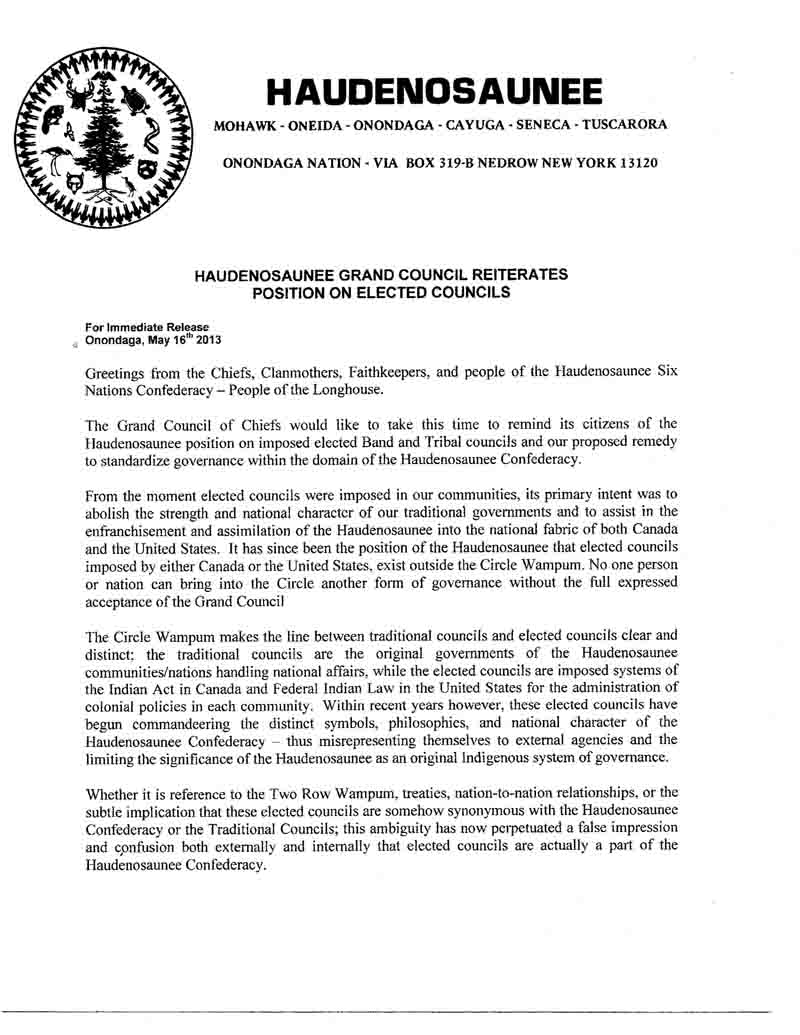 HAUDENOSAUNEE
MOHAWK - ONEIDA - ONONDAGA - CAYUGA - SENECA - TUSCARORA
ONONDAGA NATION - VIA BOX 319-B NEDROW NEW YORK 13120
HAUDENOSAUNEE GRAND COUNCIL REITERATES
POSITION ON ELECTED COUNCILS
For Immediate Release
Onondaga, May 16th 2013
Greetings from the Chiefs, Clanmothers, Faithkeepers, and people of the Haudenosaunee Six
Nations Confederacy – People of the Longhouse.
The Grand Council of Chiefs would like to take this time to remind its citizens of the
Haudenosaunee position on imposed elected Band and Tribal councils and our proposed remedy
to standardize governance within the domain of the Haudenosaunee Confederacy.
From the moment elected councils were imposed in our communities, its primary intent was to
abolish the strength and national character of our traditional governments and to assist in the
enfranchisement and assimilation of the Haudenosaunee into the national fabric of both Canada
and the United States. It has since been the position of the Haudenosaunee that elected councils
imposed by either Canada or the United States, exist outside the Circle Wampum. No one person
or nation can bring into the Circle another form of governance without the full expressed
acceptance of the Grand Council
The Circle Wampum makes the line between traditional councils and elected councils clear and
distinct; the traditional councils are the original governments of the Haudenosaunee
communities/nations handling national affairs, while the elected councils are imposed systems of
the Indian Act in Canada and Federal Indian Law in the United States for the administration of
colonial policies in each community. Within recent years however, these elected councils have
begun commandeering the distinct symbols, philosophies, and national character of the
Haudenosaunee Confederacy – thus misrepresenting themselves to external agencies and the
limiting the significance of the Haudenosaunee as an original Indigenous system of governance.
Whether it is reference to the Two Row Wampum, treaties, nation-to-nation relationships, or the
subtle implication that these elected councils are somehow synonymous with the Haudenosaunee
Confederacy or the Traditional Councils; this ambiguity has now perpetuated a false impression
and confusion both externally and internally that elected councils are actually a part of the
Haudenosaunee Confederacy.